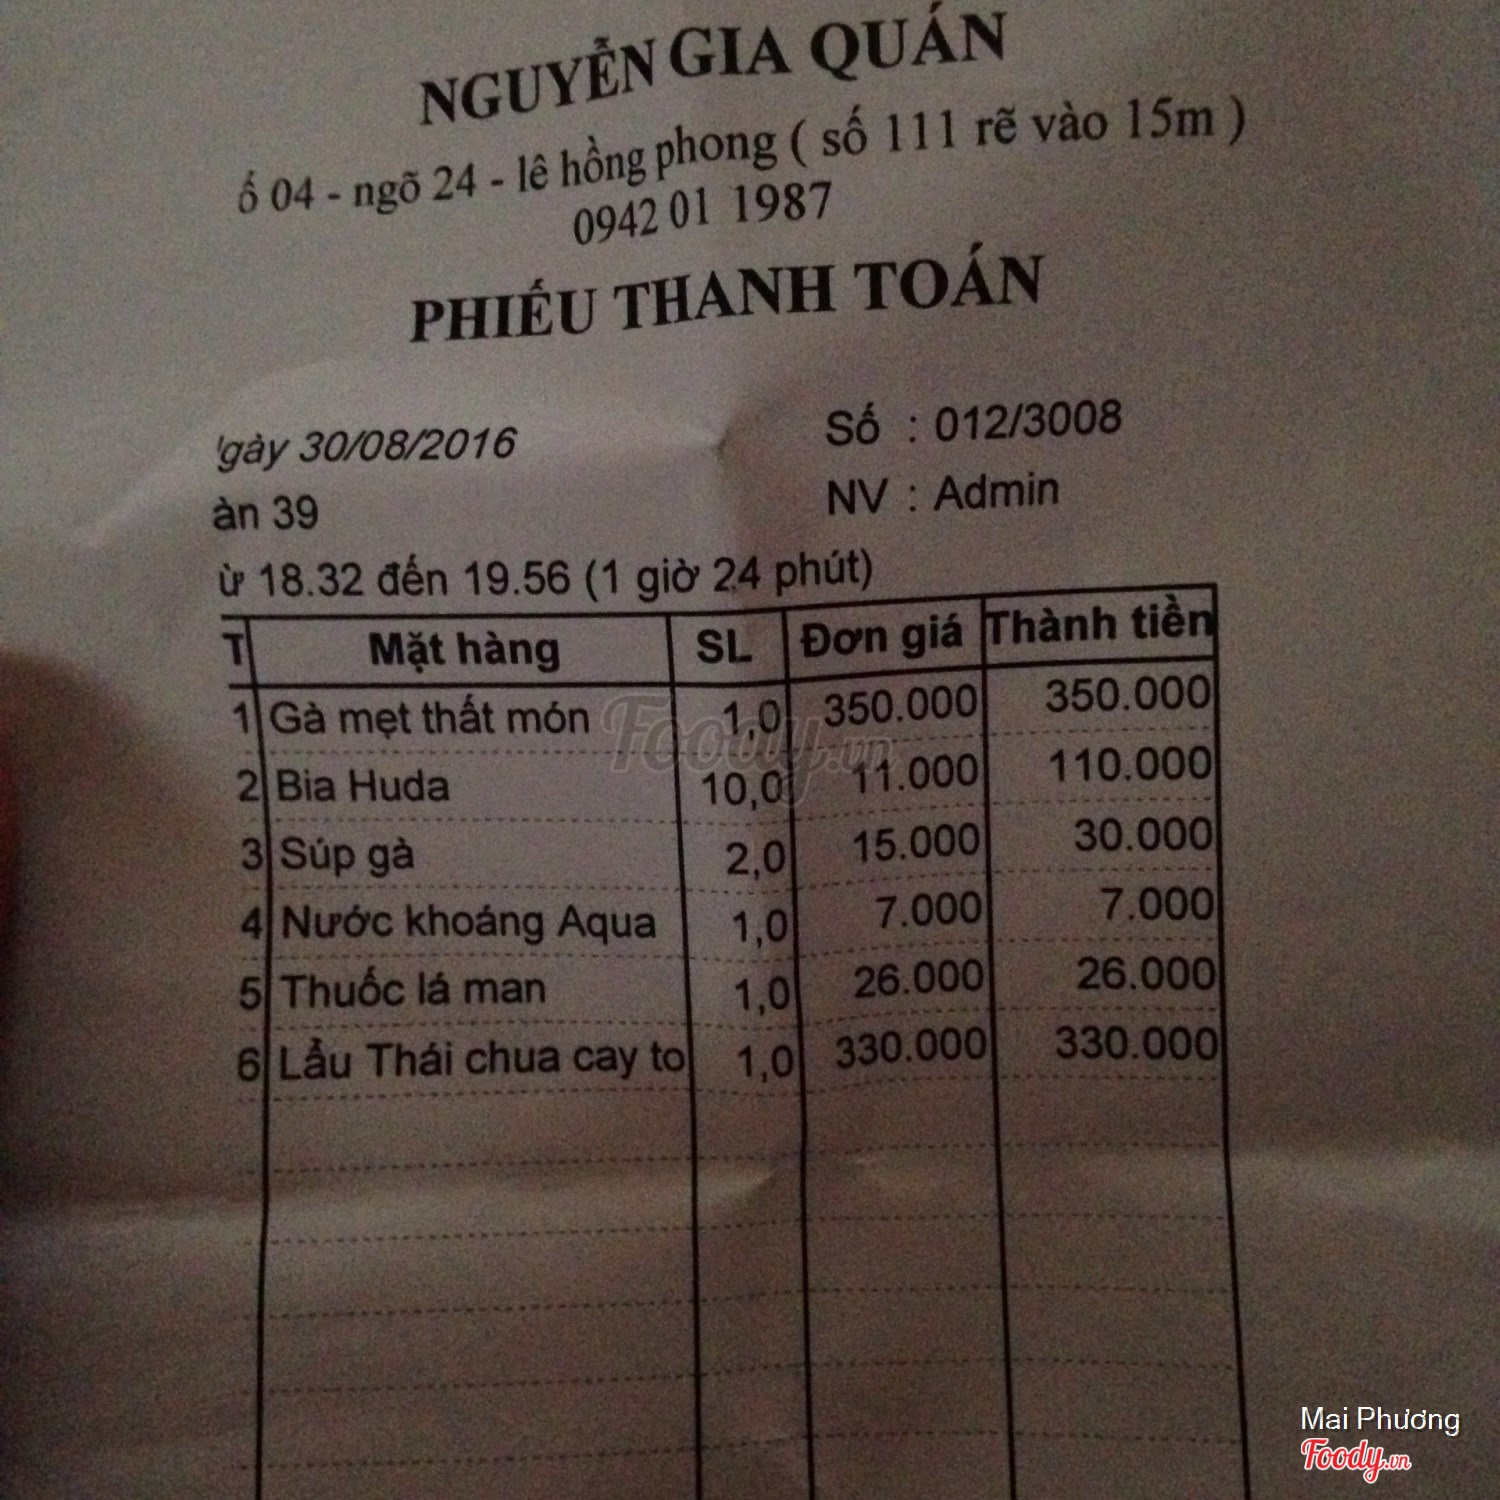 NGUYỄN GIA QUÁN
ố 04 - ngõ 24 - lê hồng phong ( số 111 rẽ vào 15m )
0942 01 1987
PHIẾU THANH TOÁN
gày 30/08/2016 Số : 012/3008
àn 39 NV : Admin
ừ 18.32 đến 19.56 (1 giờ 24 phút)
T Mặt hàng SL Đơn giá Thành tiền
1 Gà mẹt thất món 1,0 350.000 350.000
2 Bia Huda 10,0 11.000 110.000
3 Súp gà 2,0 15.000 30.000
4 Nước khoáng Aqua 1,0 7.000 7.000
5 Thuốc lá man 1,0 26.000 26.000
6 Lẩu Thái chua cay to 1,0 330.000 330.000
Foody.vn
Mai Phương
Foody.vn